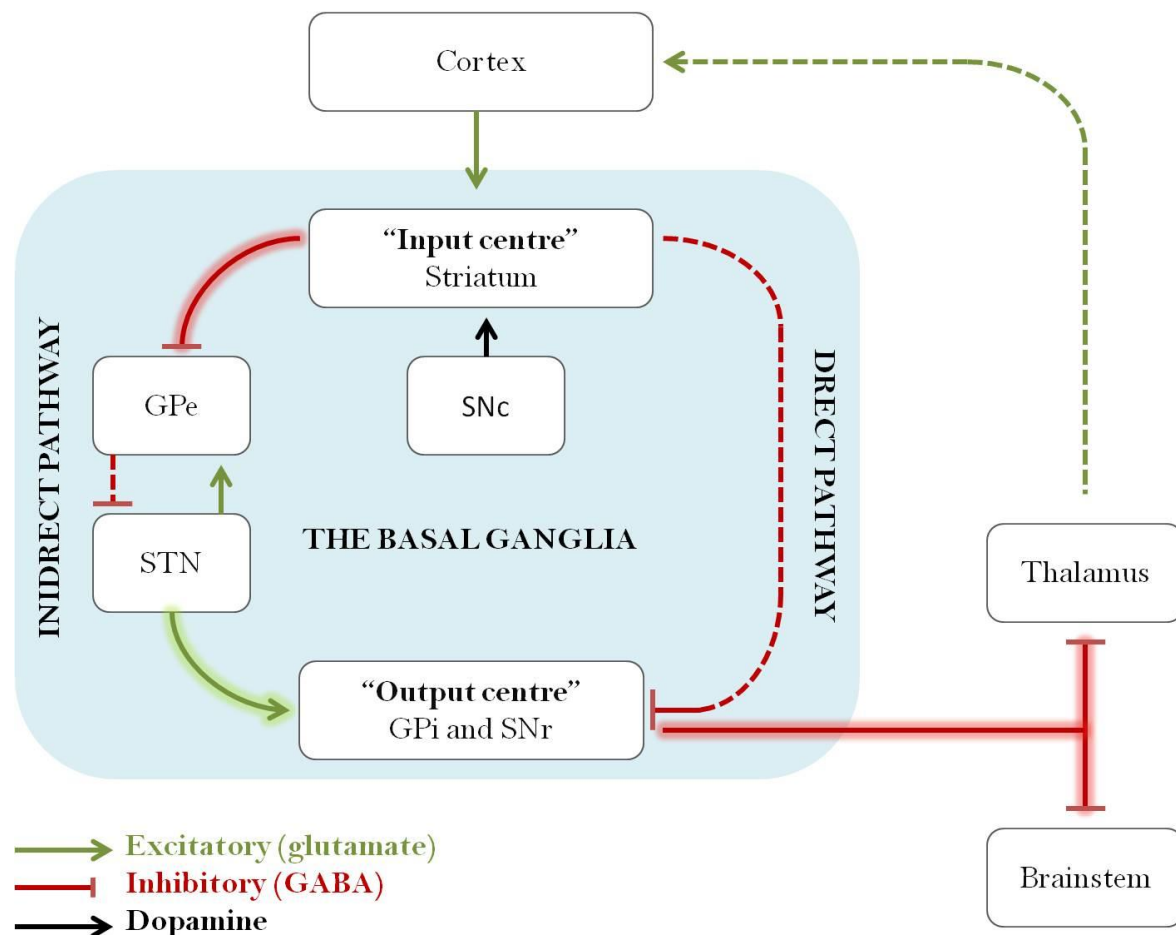 Cortex
“Input centre”
Striatum
INIDRECT PATHWAY
GPe
SNc
DRECT PATHWAY
STN
THE BASAL GANGLIA
Thalamus
“Output centre”
GPi and SNr
Excitatory (glutamate)
Inhibitory (GABA)
Dopamine
Brainstem